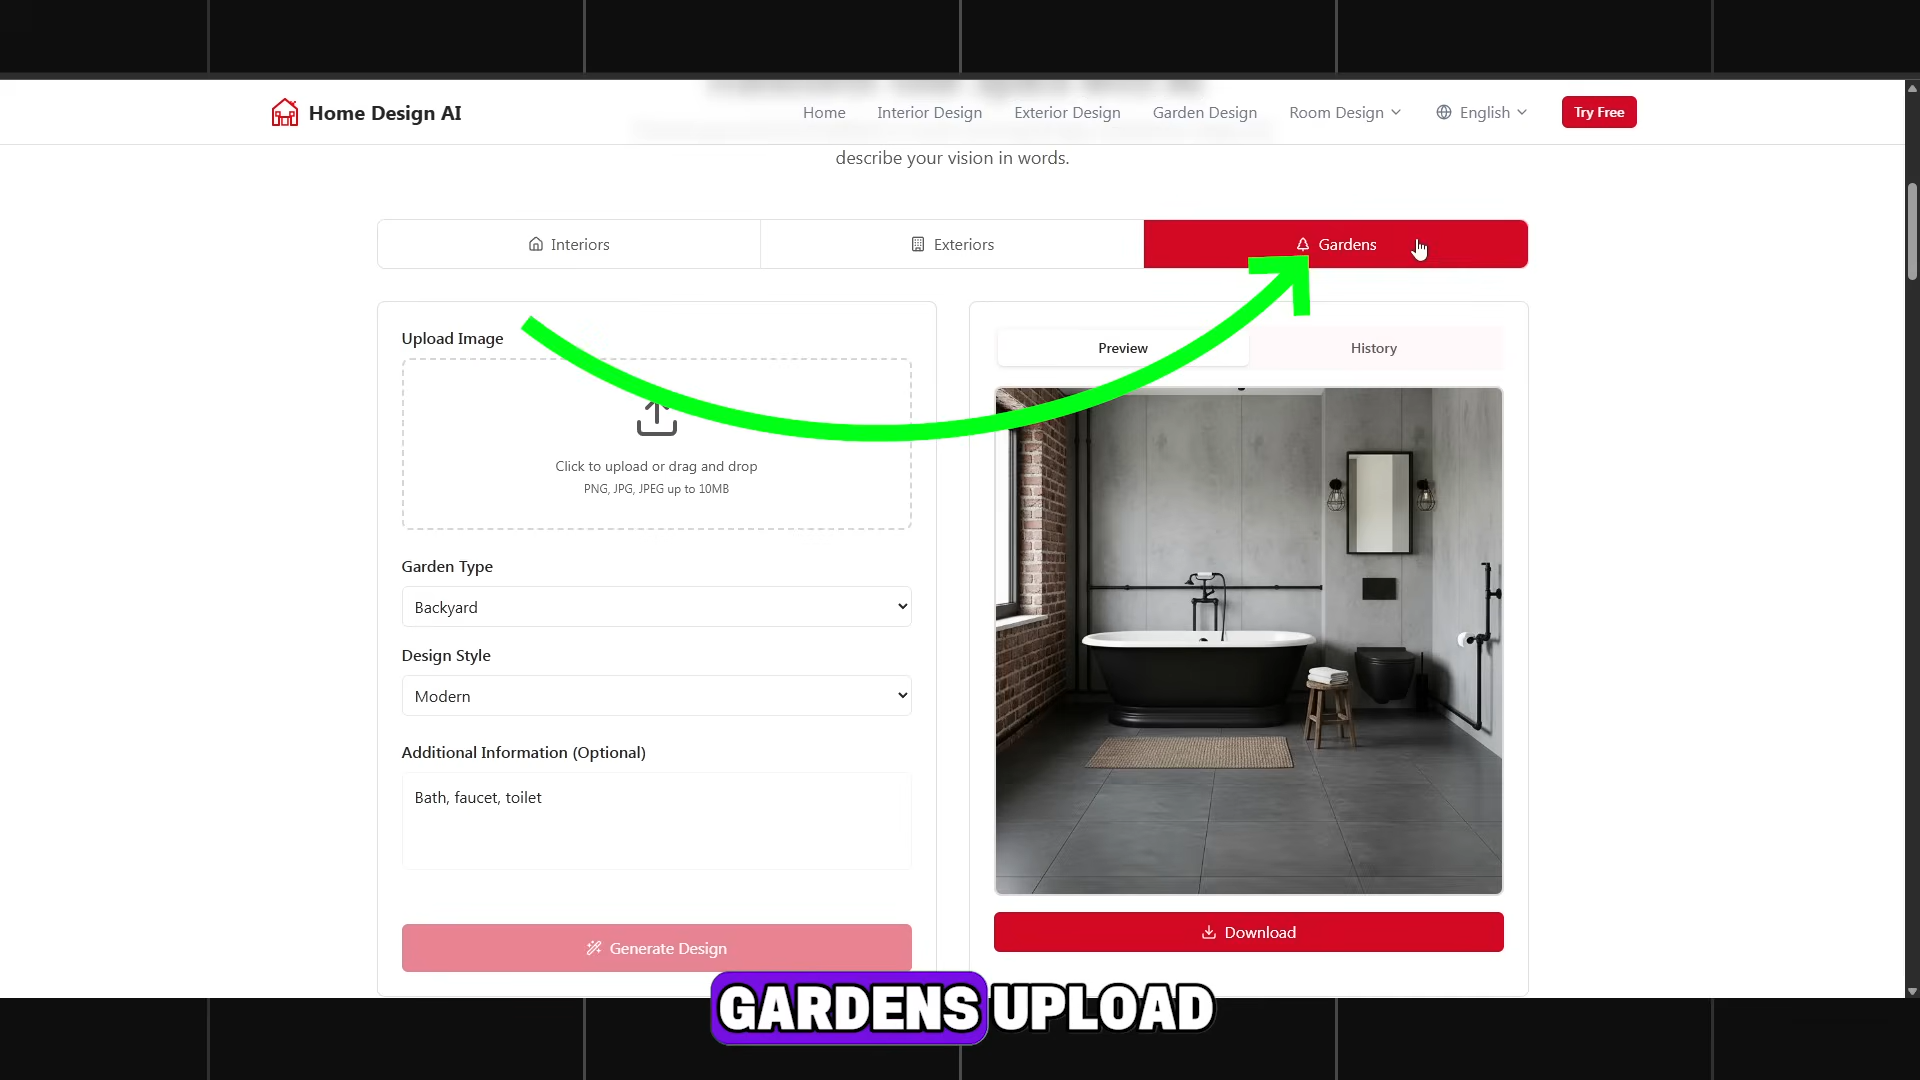 Home Design AI
Home
Interior Design
Exterior Design
Garden Design
Room Design
English
Try Free
describe your vision in words.
Interiors
Exteriors
Gardens
Upload Image
Click to upload or drag and drop
PNG, JPG, JPEG up to 10MB
Garden Type
Backyard
Design Style
Modern
Additional Information (Optional)
Bath, faucet, toilet
Generate Design
Preview
History
Download
GARDENS UPLOAD